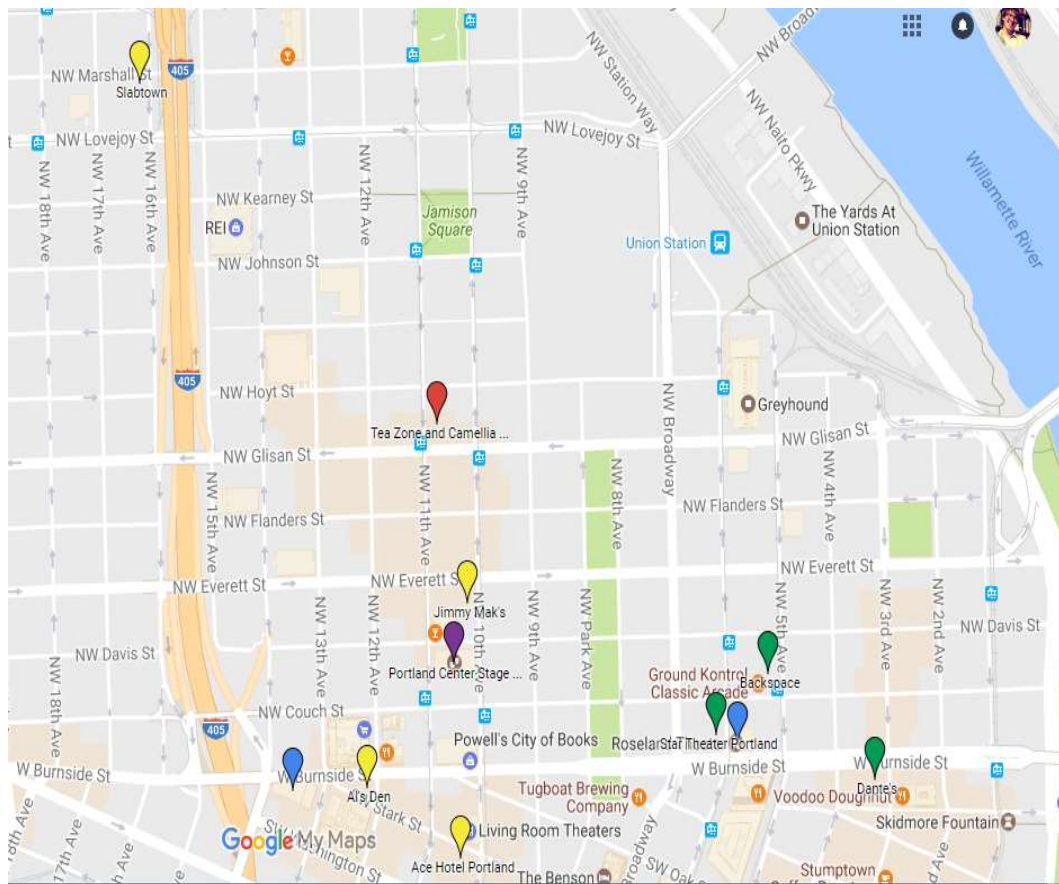 NW Marshall St
405
Slabtown
NW Lovejoy St
NW Lovejoy St
NW Station Way
NW Naito Pkwy
Willamette River
NW 18th Ave
NW 17th Ave
NW 16th Ave
NW 12th Ave
NW 9th Ave
NW Kearney St
REI
Jamison
Square
Union Station
The Yards At
Union Station
NW Johnson St
405
NW Hoyt St
Tea Zone and Camellia ...
NW Broadway
Greyhound
NW Glisan St
NW Glisan St
NW 15th Ave
NW 11th Ave
NW 8th Ave
NW 4th Ave
NW Flanders St
NW Flanders St
NW Everett St
NW Everett St
NW Everett St
Jimmy Mak's
NW 13th Ave
NW 12th Ave
NW 10th Ave
NW 9th Ave
NW Park Ave
NW 5th Ave
NW 3rd Ave
NW 2nd Ave
NW Davis St
NW Davis St
NW 18th Ave
Portland Center Stage ...
Ground Kontrol
Classic Arcade
Backspace
NW Couch St
405
Powell's City of Books
Star Theater Portland
W Burnside St
W Burnside St
W Burnside St
Al's Den
Tugboat Brewing
Company
Dante's
Voodoo Doughnut
Stark St
Google My Maps
Living Room Theaters
Skidmore Fountain
Ace Hotel Portland
The Benson
Broadway
SW Oak
Stumptown
17th Ave